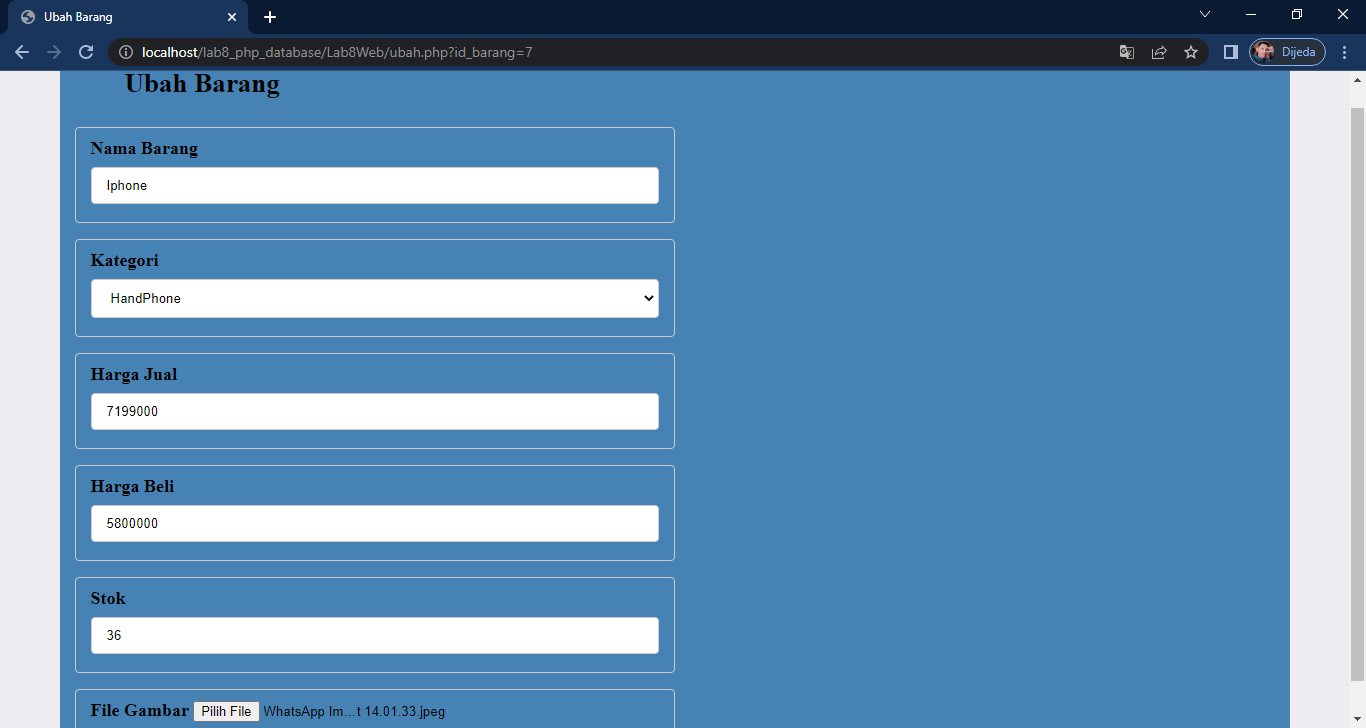 Ubah Barang
localhost/lab8_php_database/Lab8Web/ubah.php?id_barang=7
Dijeda
Ubah Barang
Nama Barang
Iphone
Kategori
HandPhone
Harga Jual
7199000
Harga Beli
5800000
Stok
36
File Gambar Pilih File WhatsApp Im...t 14.01.33.jpeg